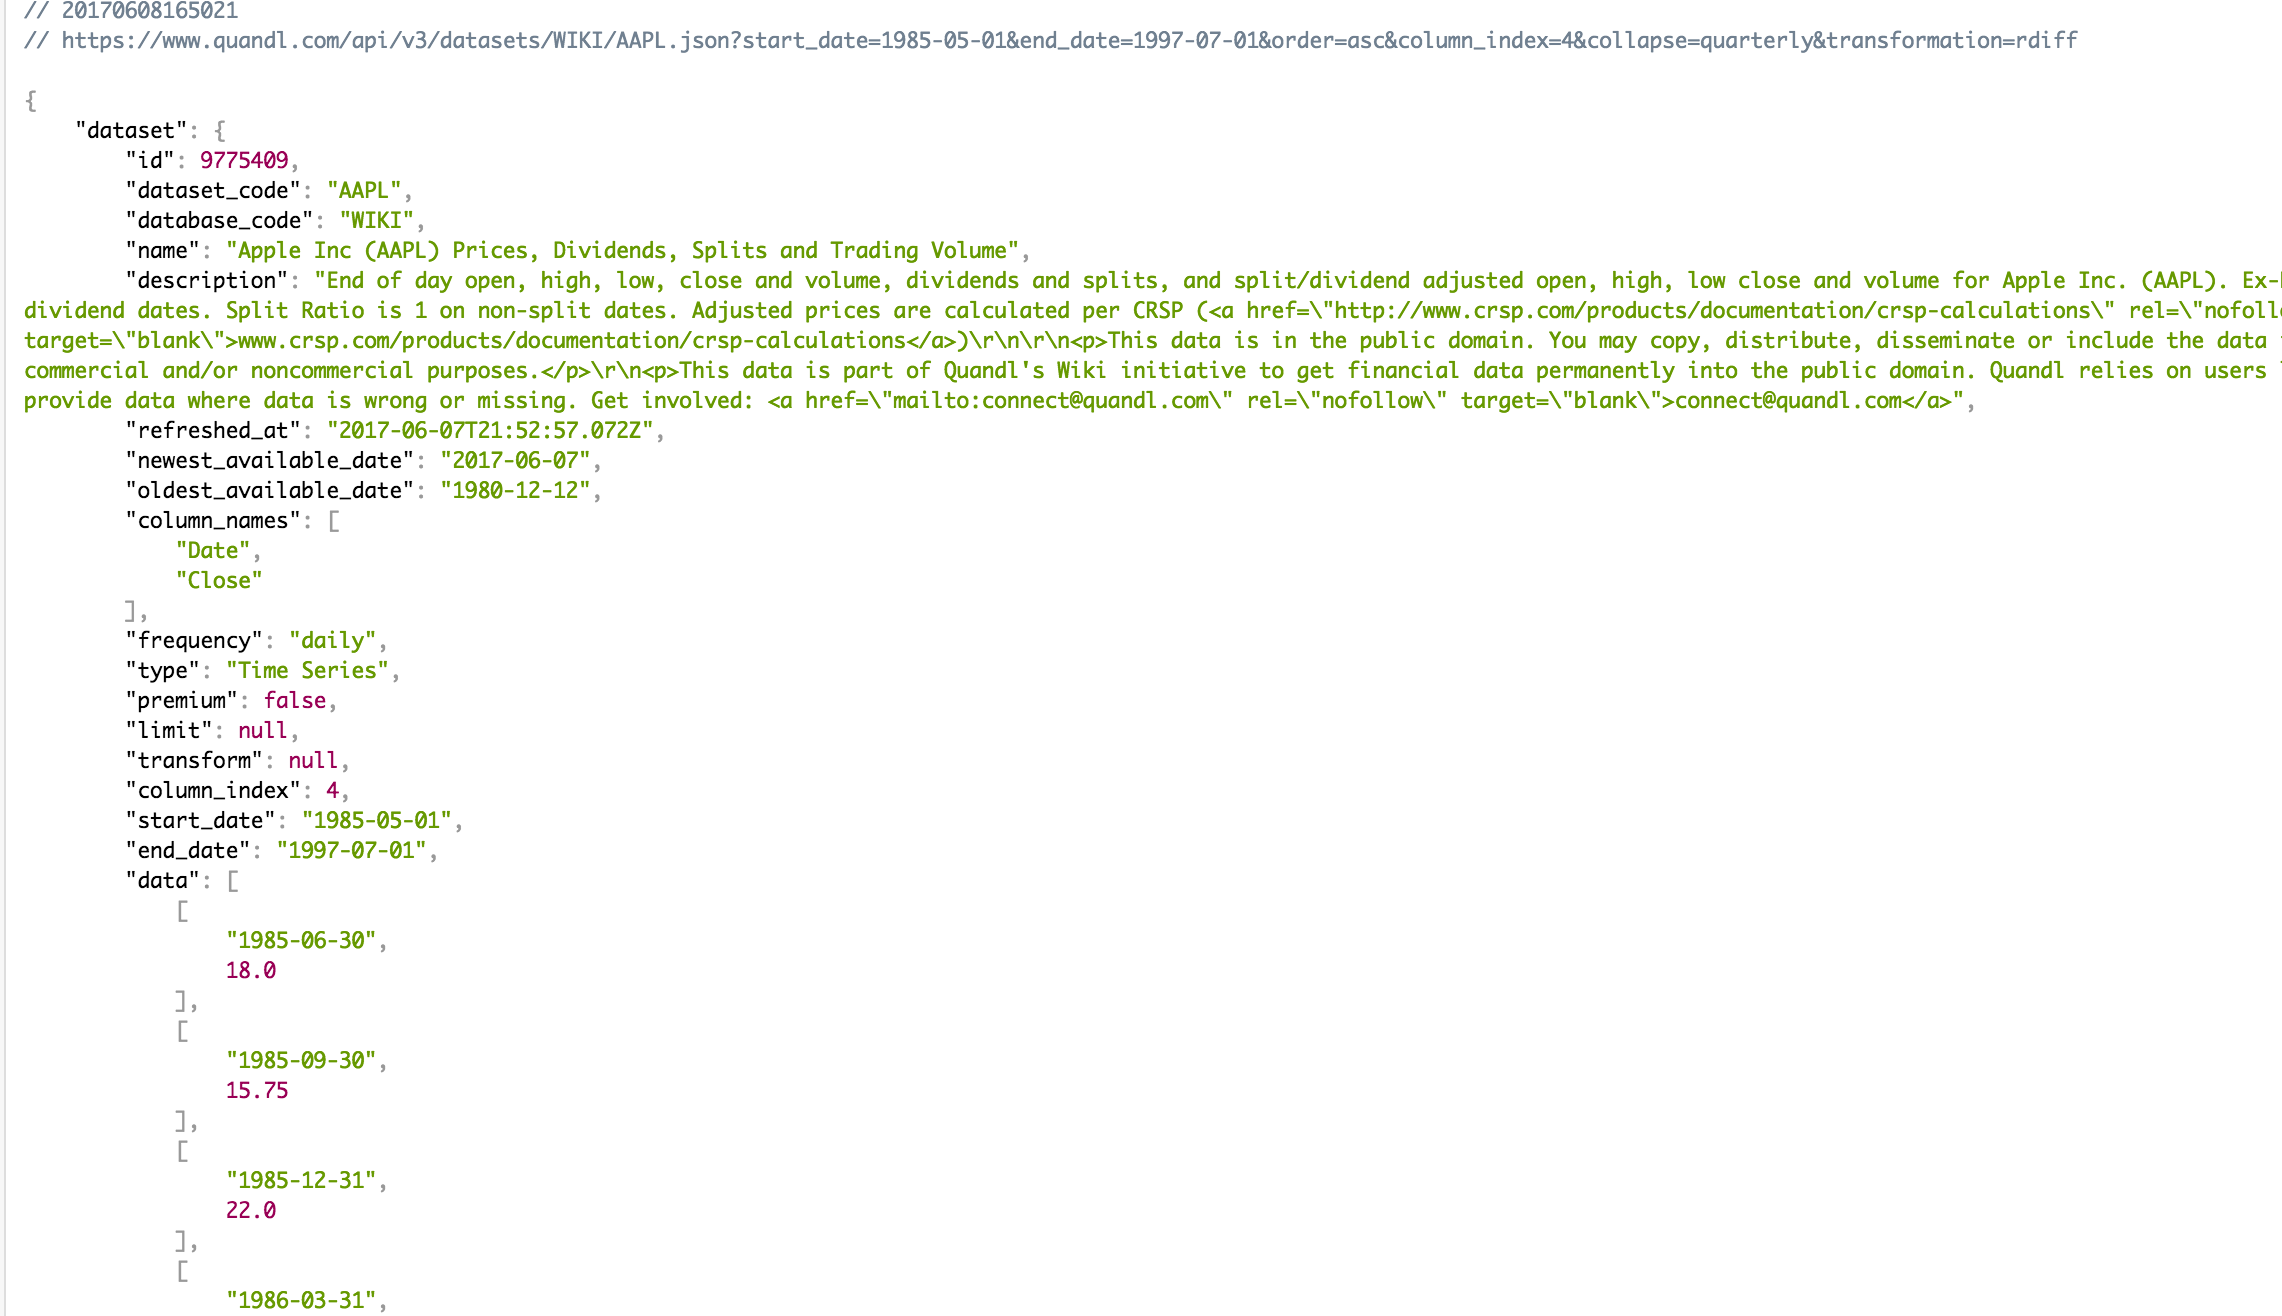 // 20170608165021
// https://www.quandl.com/api/v3/datasets/WIKI/AAPL.json?start_date=1985-05-01&end_date=1997-07-01&order=asc&column_index=4&collapse=quarterly&transformation=rdiff
{
"dataset": {
"id": 9775409,
"dataset_code": "AAPL",
"database_code": "WIKI",
"name": "Apple Inc (AAPL) Prices, Dividends, Splits and Trading Volume",
"description": "End of day open, high, low, close and volume, dividends and splits, and split/dividend adjusted open, high, low close and volume for Apple Inc. (AAPL). Ex-
dividend dates. Split Ratio is 1 on non-split dates. Adjusted prices are calculated per CRSP (<a href=\"http://www.crsp.com/products/documentation/crsp-calculations\" rel=\"nofoll
target=\"blank\">www.crsp.com/products/documentation/crsp-calculations</a>)\r\n\r\n<p>This data is in the public domain. You may copy, distribute, disseminate or include the data
commercial and/or noncommercial purposes.</p>\r\n<p>This data is part of Quandl's Wiki initiative to get financial data permanently into the public domain. Quandl relies on users
provide data where data is wrong or missing. Get involved: <a href=\"mailto:connect@quandl.com\" rel=\"nofollow\" target=\"blank\">connect@quandl.com</a>",
"refreshed_at": "2017-06-07T21:52:57.072Z",
"newest_available_date": "2017-06-07",
"oldest_available_date": "1980-12-12",
"column_names": [
"Date",
"Close"
],
"frequency": "daily",
"type": "Time Series",
"premium": false,
"limit": null,
"transform": null,
"column_index": 4,
"start_date": "1985-05-01",
"end_date": "1997-07-01",
"data": [
[
"1985-06-30",
18.0
],
[
"1985-09-30",
15.75
],
[
"1985-12-31",
22.0
],
[
"1986-03-31",